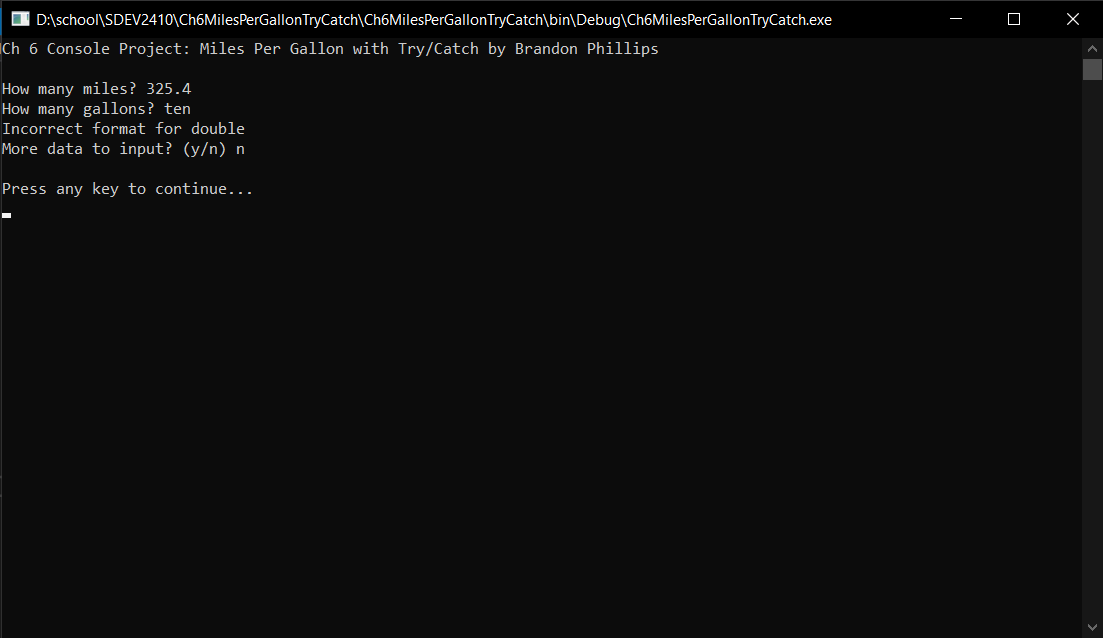 D:\school\SDEV2410\Ch6MilesPerGallonTryCatch\Ch6MilesPerGallonTryCatch\bin\Debug\Ch6MilesPerGallonTryCatch.exe
Ch 6 Console Project: Miles Per Gallon with Try/Catch by Brandon Phillips
How many miles? 325.4
How many gallons? ten
Incorrect format for double
More data to input? (y/n) n
Press any key to continue...